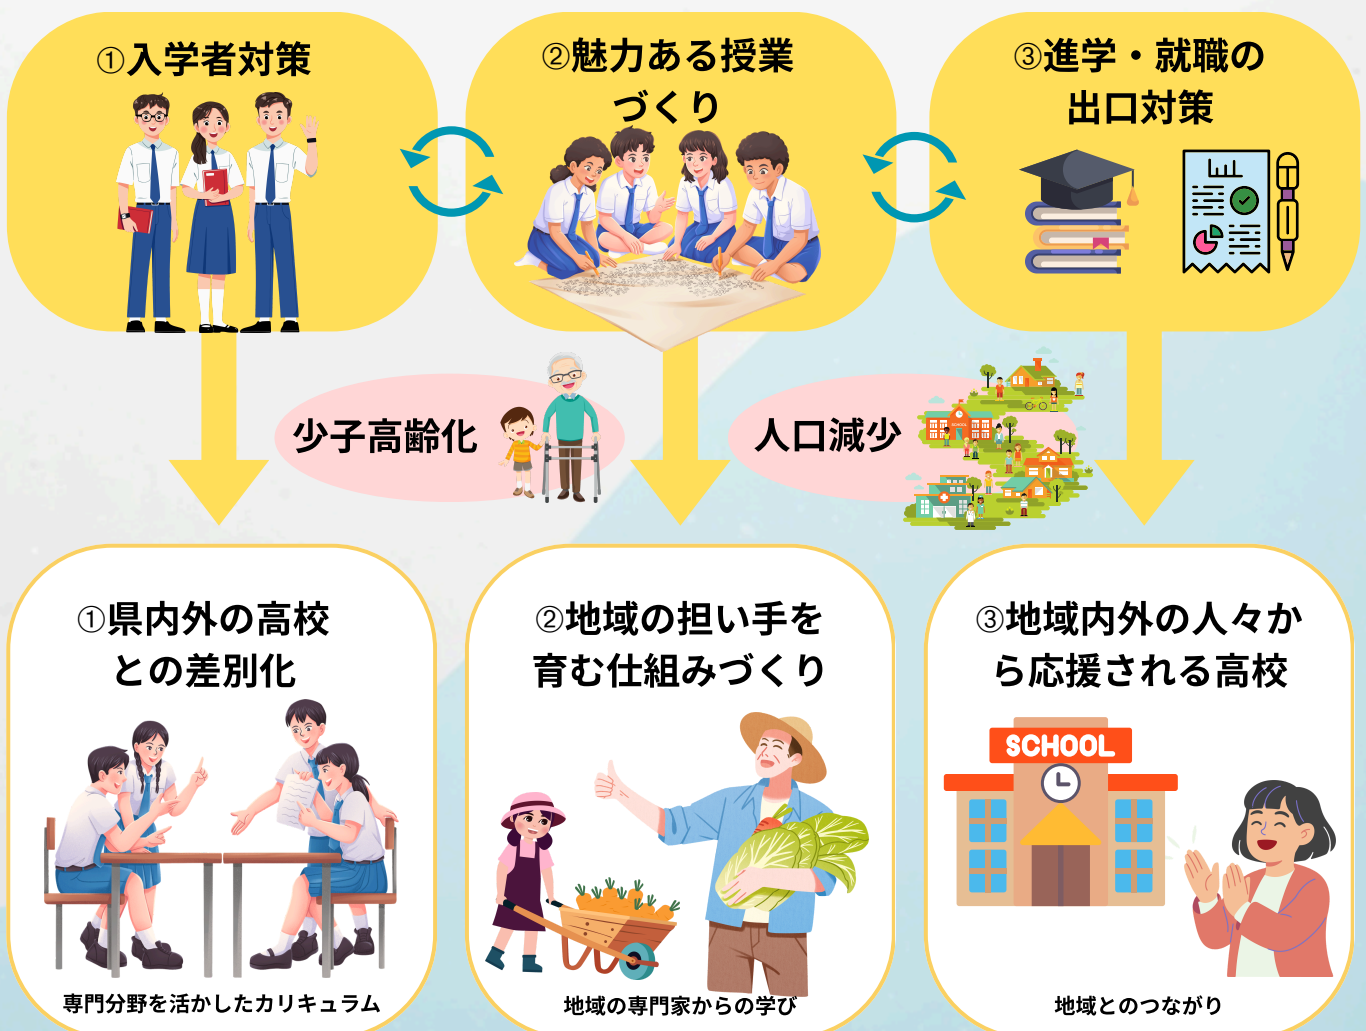 ①入学者対策
②魅力ある授業
づくり
③進学・就職の
出口対策
少子高齢化
人口減少
①県内外の高校
との差別化
②地域の担い手を
育む仕組みづくり
③地域内外の人々か
ら応援される高校
SCHOOL
専門分野を活かしたカリキュラム
地域の専門家からの学び
地域とのつながり